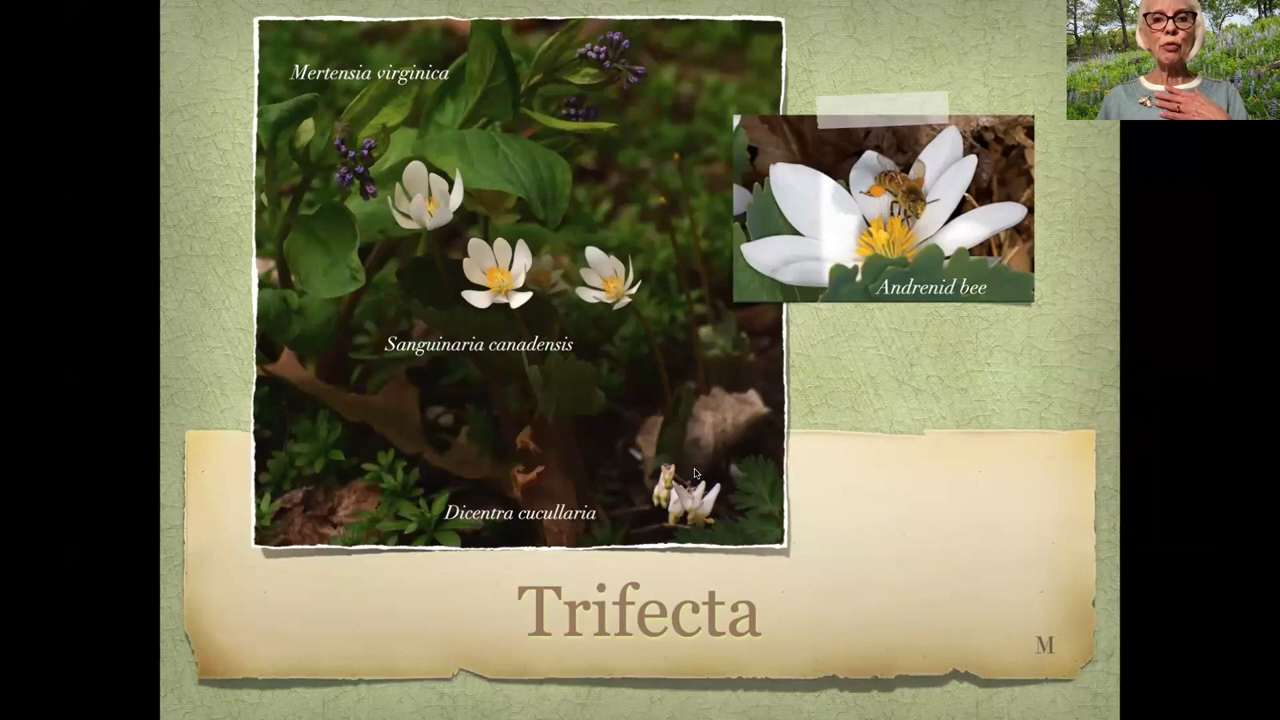 Mertensia virginica
Andrenid bee
Sanguinaria canadensis
Dicentra cucullaria
Trifecta
M